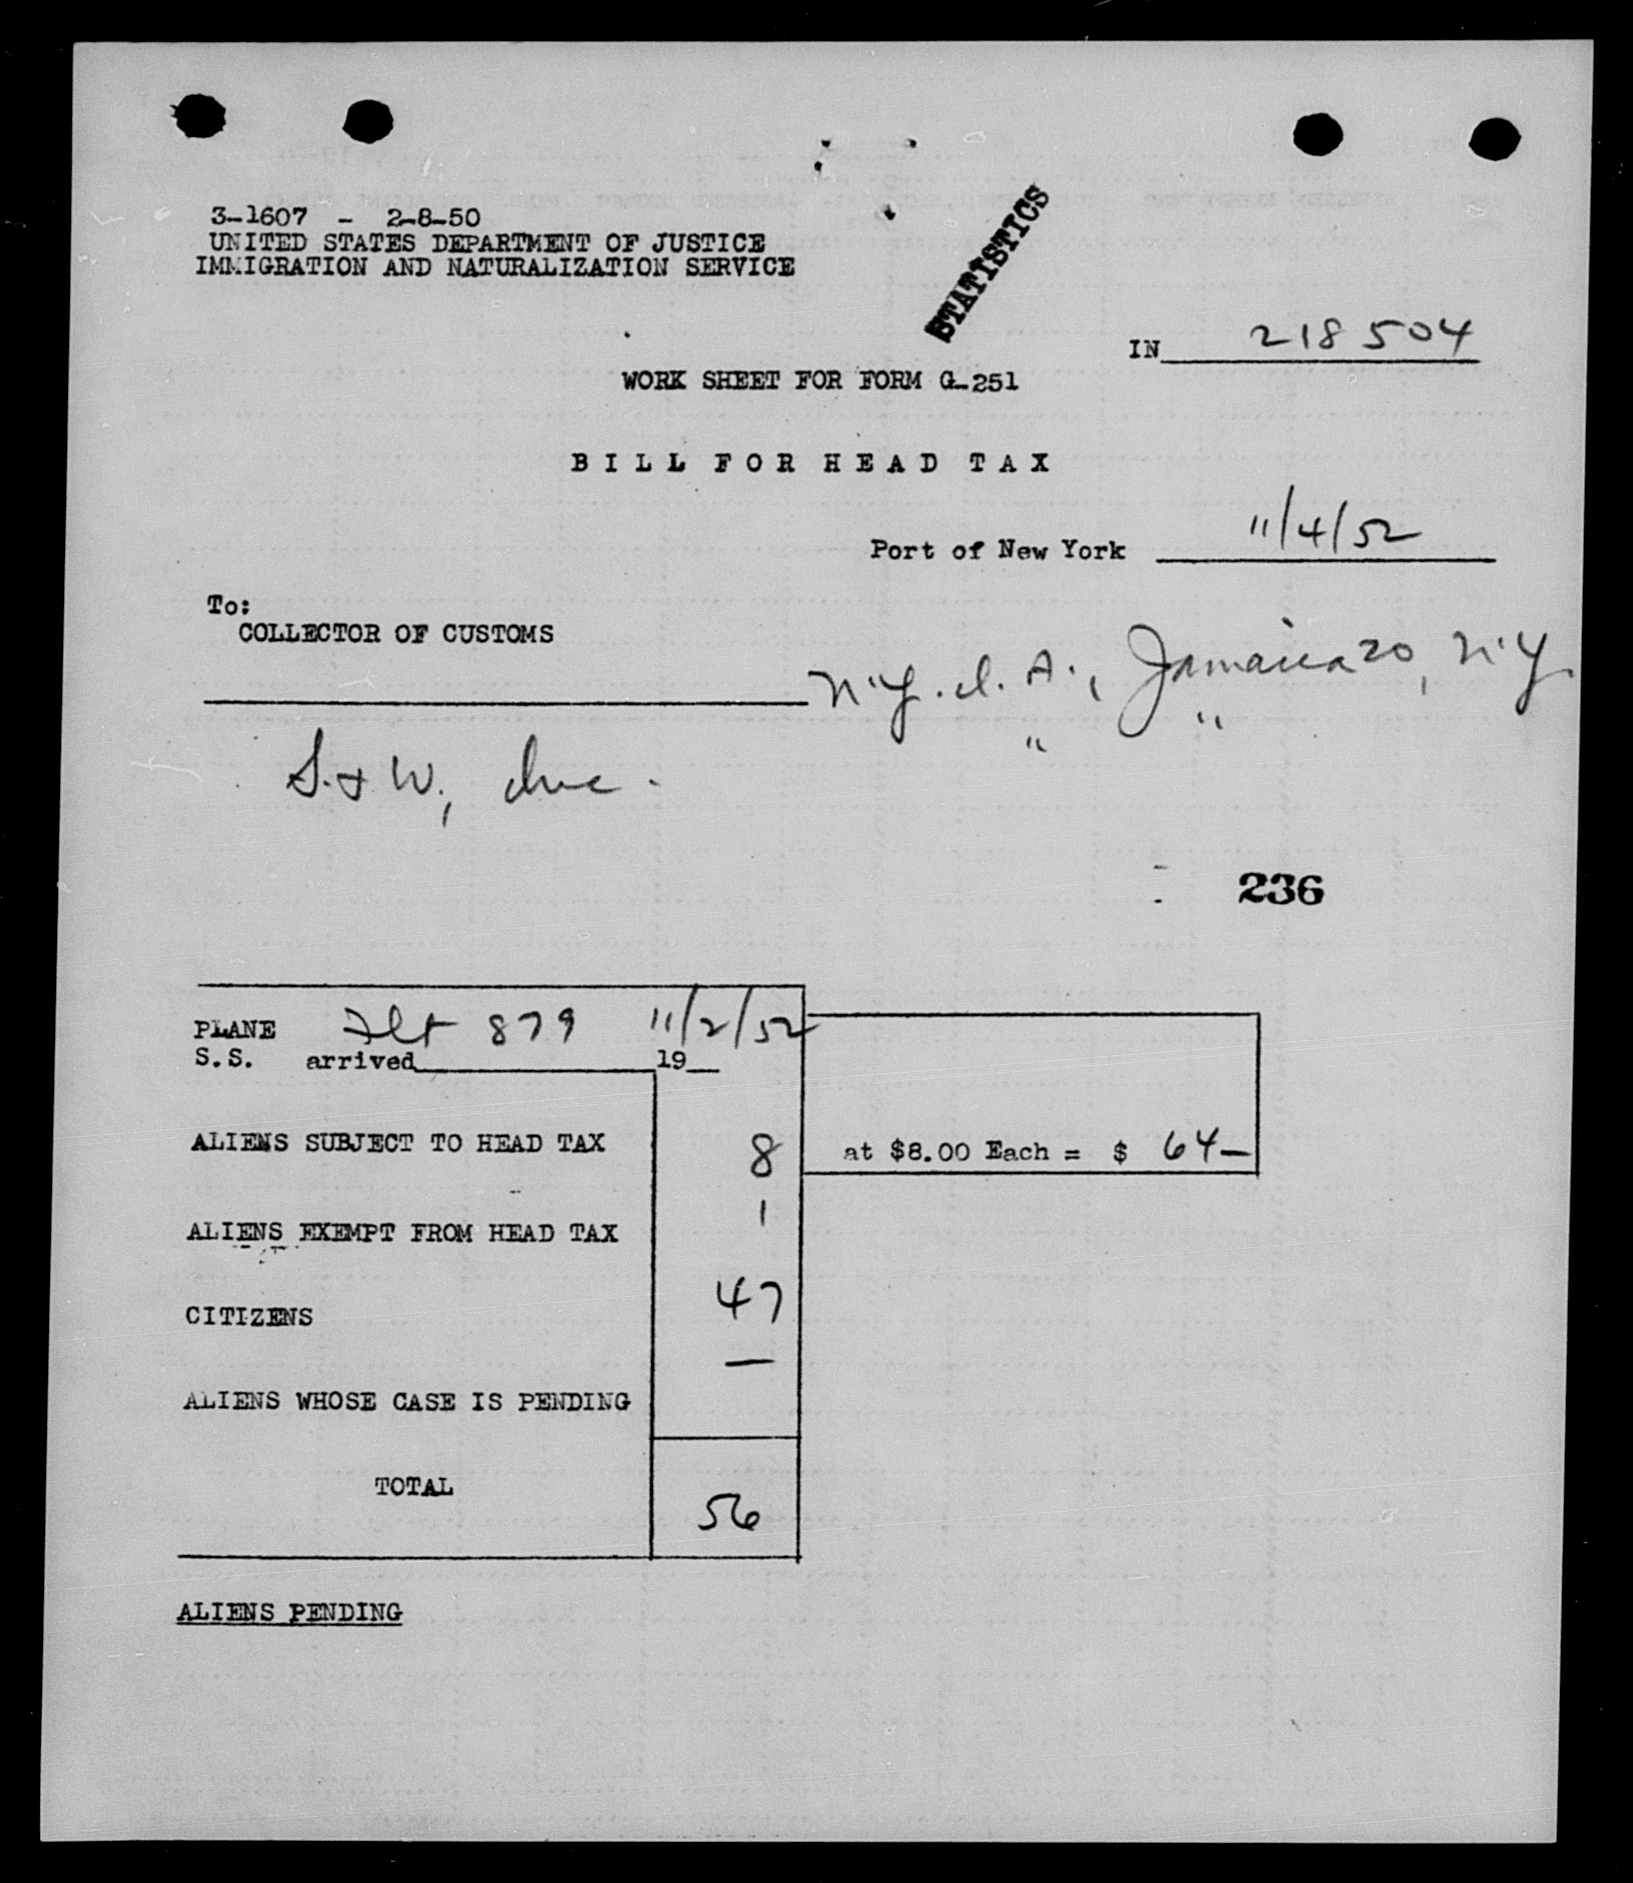 3-1607 - 2-8-50
UNITED STATES DEPARTMENT OF JUSTICE
IMMIGRATION AND NATURALIZATION SERVICE
STATISTICS
IN 218504
WORK SHEET FOR FORM G-251
BILL FOR HEAD TAX
Port of New York 11/4/52
To:
COLLECTOR OF CUSTOMS
N.Y.I.A., Jamaica 20, N.Y.
" "
S. & W., Inc.
236
PLANE Flt 879 11/2/52
S.S. arrived 19
ALIENS SUBJECT TO HEAD TAX 8 at $8.00 Each = $ 64—
ALIENS EXEMPT FROM HEAD TAX 1
CITIZENS 47
ALIENS WHOSE CASE IS PENDING —
TOTAL 56
ALIENS PENDING